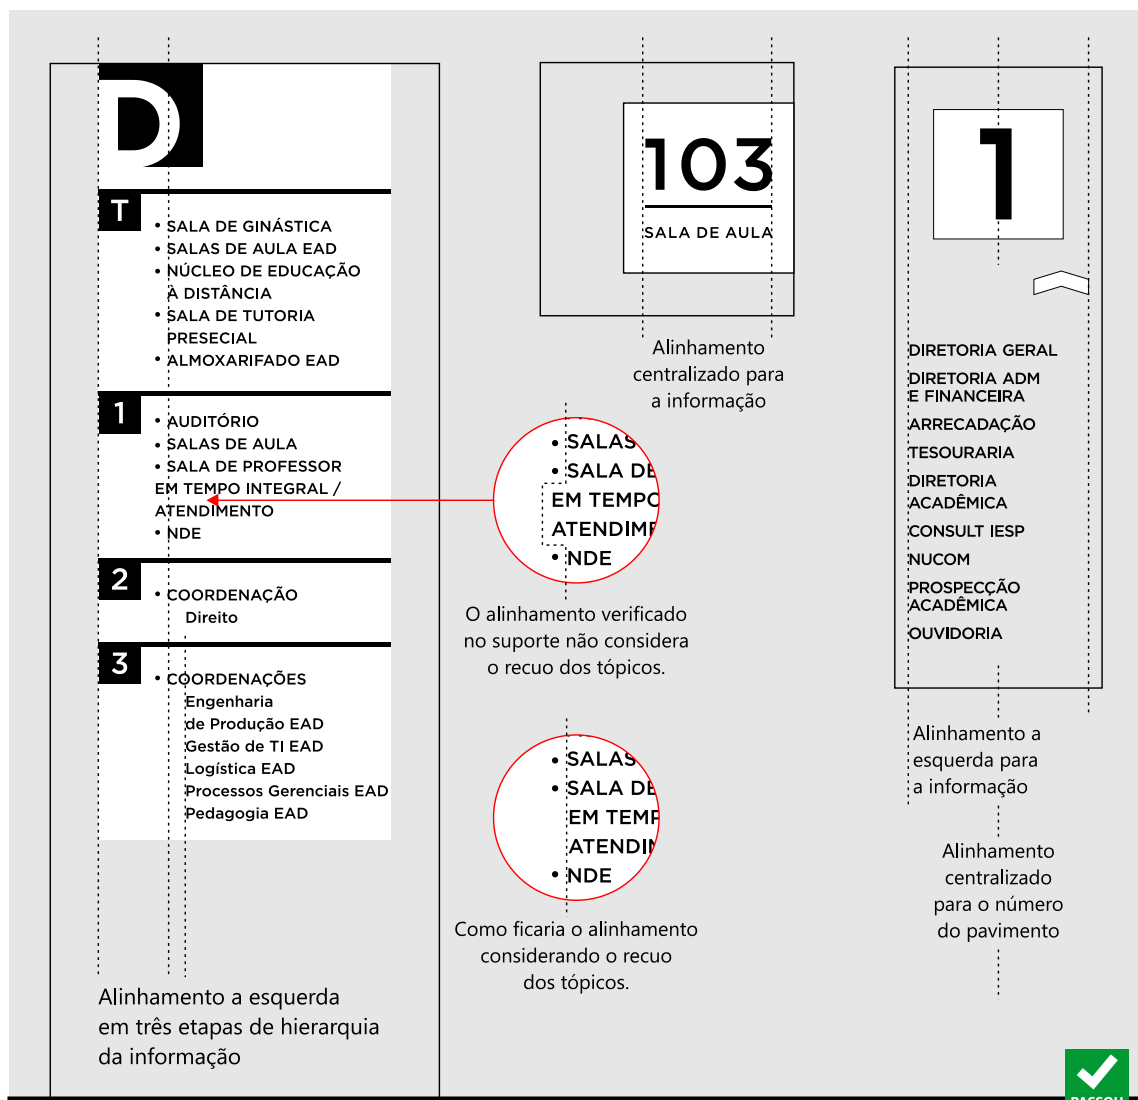 D
T
• SALA DE GINÁSTICA
• SALAS DE AULA EAD
• NÚCLEO DE EDUCAÇÃO
À DISTÂNCIA
• SALA DE TUTORIA
PRESECIAL
• ALMOXARIFADO EAD
1
• AUDITÓRIO
• SALAS DE AULA
• SALA DE PROFESSOR
EM TEMPO INTEGRAL /
ATENDIMENTO
• NDE
2
• COORDENAÇÃO
Direito
3
• COORDENAÇÕES
Engenharia
de Produção EAD
Gestão de TI EAD
Logística EAD
Processos Gerenciais EAD
Pedagogia EAD
Alinhamento a esquerda
em três etapas de hierarquia
da informação
103
SALA DE AULA
Alinhamento
centralizado para
a informação
• SALAS
• SALA DE
EM TEMPO
ATENDIME
• NDE
O alinhamento verificado
no suporte não considera
o recuo dos tópicos.
• SALAS
• SALA DE
EM TEMP
ATENDIN
• NDE
Como ficaria o alinhamento
considerando o recuo
dos tópicos.
1
DIRETORIA GERAL
DIRETORIA ADM
E FINANCEIRA
ARRECADAÇÃO
TESOURARIA
DIRETORIA
ACADÊMICA
CONSULT IESP
NUCOM
PROSPECÇÃO
ACADÊMICA
OUVIDORIA
Alinhamento a
esquerda para
a informação
Alinhamento
centralizado
para o número
do pavimento
PASSOU